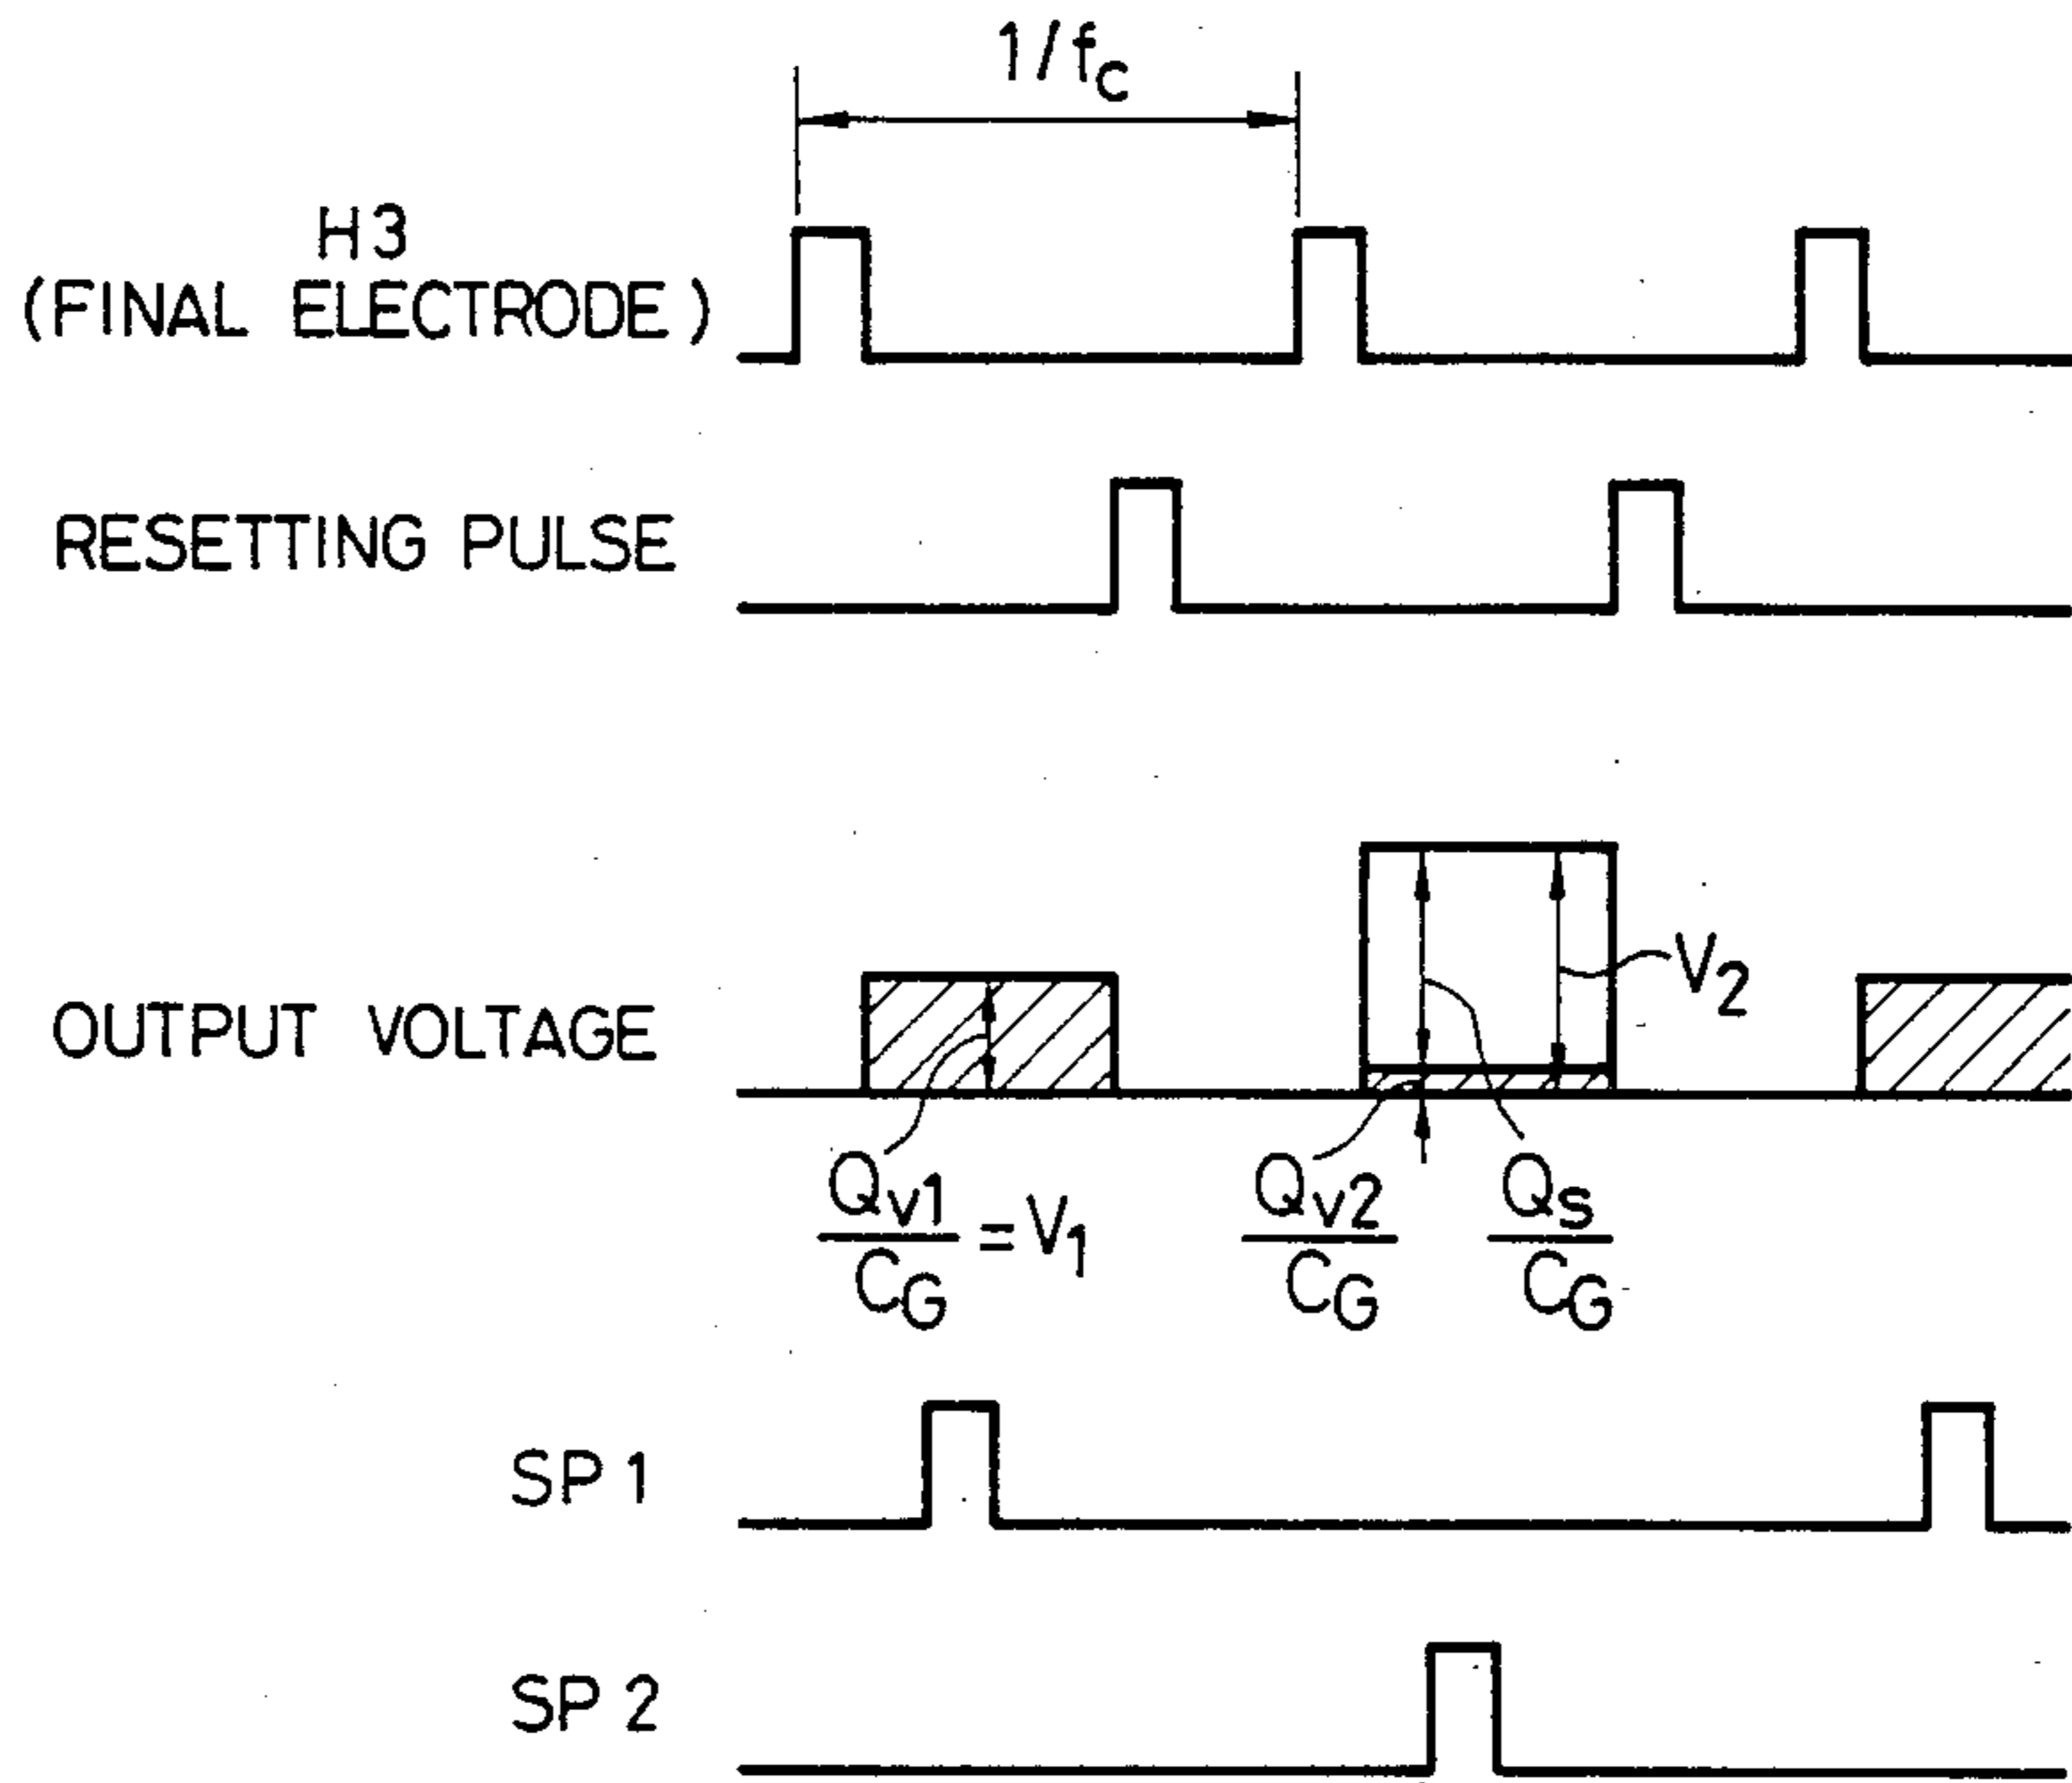 1/fC
H3
(FINAL ELECTRODE)
RESETTING PULSE
OUTPUT VOLTAGE
V2
Qv1/CG = V1
Qv2/CG
Qs/CG
SP1
SP2